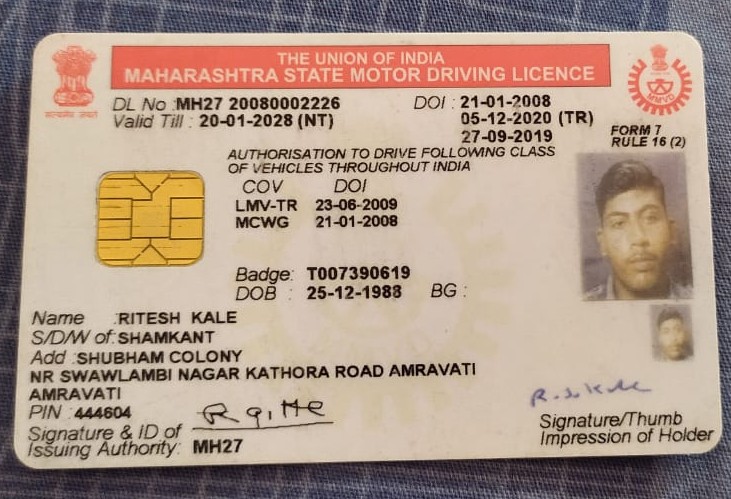 THE UNION OF INDIA
MAHARASHTRA STATE MOTOR DRIVING LICENCE
सत्यमेव जयते
MMVD
DL No : MH27 20080002226 DOI : 21-01-2008
Valid Till : 20-01-2028 (NT) 05-12-2020 (TR)
27-09-2019
FORM 7
RULE 16 (2)
AUTHORISATION TO DRIVE FOLLOWING CLASS
OF VEHICLES THROUGHOUT INDIA
COV DOI
LMV-TR 23-06-2009
MCWG 21-01-2008
Badge: T007390619
DOB : 25-12-1988 BG :
Name :RITESH KALE
S/D/W of: SHAMKANT
Add :SHUBHAM COLONY
NR SWAWLAMBI NAGAR KATHORA ROAD AMRAVATI
AMRAVATI
PIN : 444604
Signature & ID of
Issuing Authority: MH27
Signature/Thumb
Impression of Holder